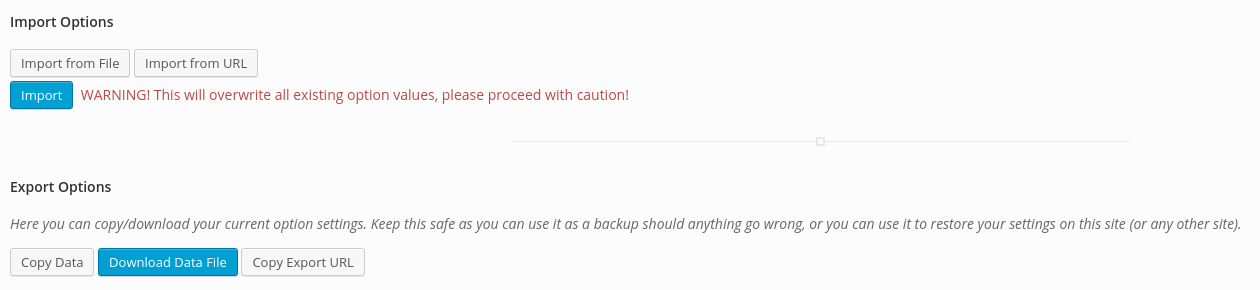 Import Options
Import from File Import from URL
Import WARNING! This will overwrite all existing option values, please proceed with caution!
Export Options
Here you can copy/download your current option settings. Keep this safe as you can use it as a backup should anything go wrong, or you can use it to restore your settings on this site (or any other site).
Copy Data Download Data File Copy Export URL